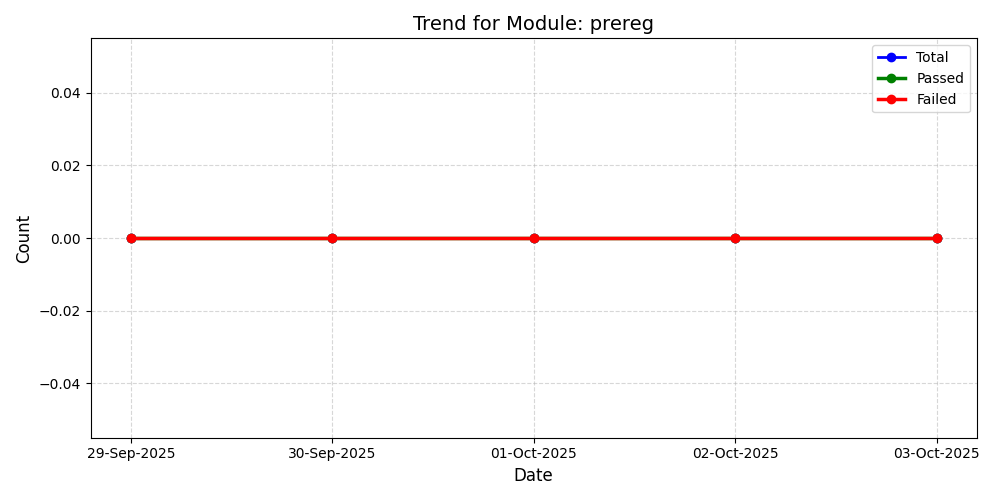 Trend for Module: prereg
Total
Passed
Failed
0.04
0.02
0.00
−0.02
−0.04
Count
29-Sep-2025 30-Sep-2025 01-Oct-2025 02-Oct-2025 03-Oct-2025
Date